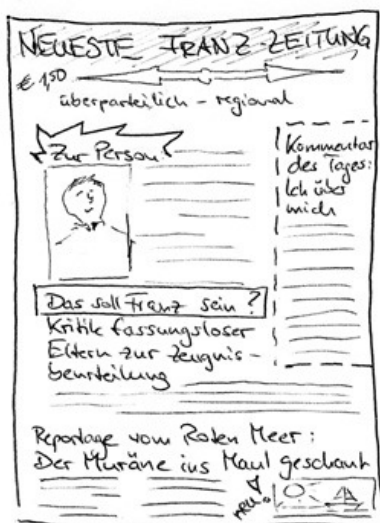 NEUESTE FRANZ-ZEITUNG
€ 1,50
überparteilich - regional
Zur Person:
Kommentar
des Tages:
Ich über
mich
Das soll Franz sein?
Kritik fassungsloser
Eltern zur Zeugnis-
beurteilung
Reportage vom Roten Meer:
Der Muräne ins Maul geschaut
NEU: